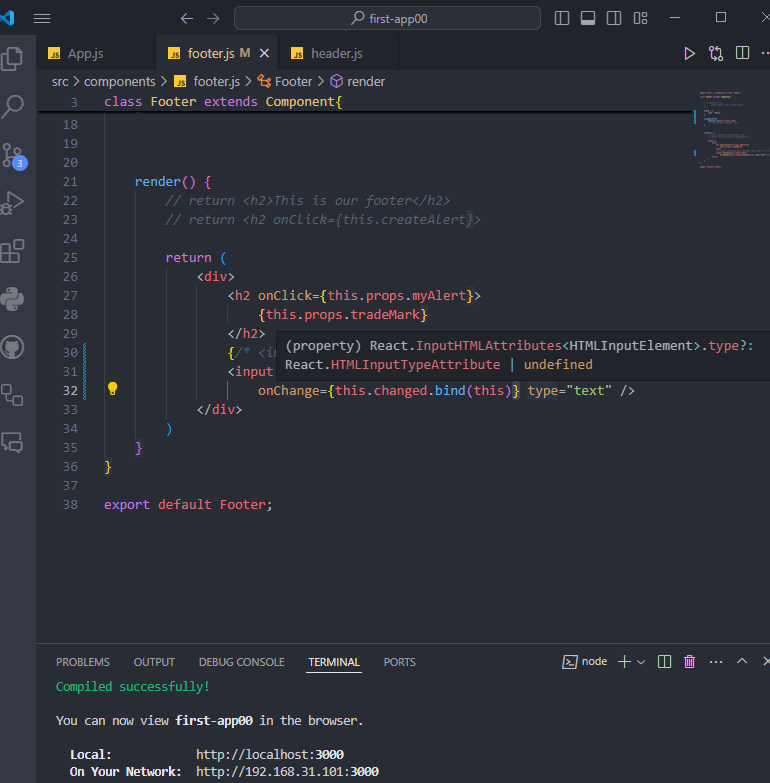 first-app00
JS App.js
JS footer.js M
JS header.js
src > components > JS footer.js > Footer > render
3 class Footer extends Component{
18
19
20
21 render() {
22 // return <h2>This is our footer</h2>
23 // return <h2 onClick={this.createAlert}>
24
25 return (
26 <div>
27 <h2 onClick={this.props.myAlert}>
28 {this.props.tradeMark}
29 </h2>
(property) React.InputHTMLAttributes<HTMLInputElement>.type?:
React.HTMLInputTypeAttribute | undefined
30 {/* <in
31 <input
32 onChange={this.changed.bind(this)} type="text" />
33 </div>
34 )
35 }
36 }
37
38 export default Footer;
3
PROBLEMS OUTPUT DEBUG CONSOLE TERMINAL PORTS node
Compiled successfully!
You can now view first-app00 in the browser.
Local: http://localhost:3000
On Your Network: http://192.168.31.101:3000